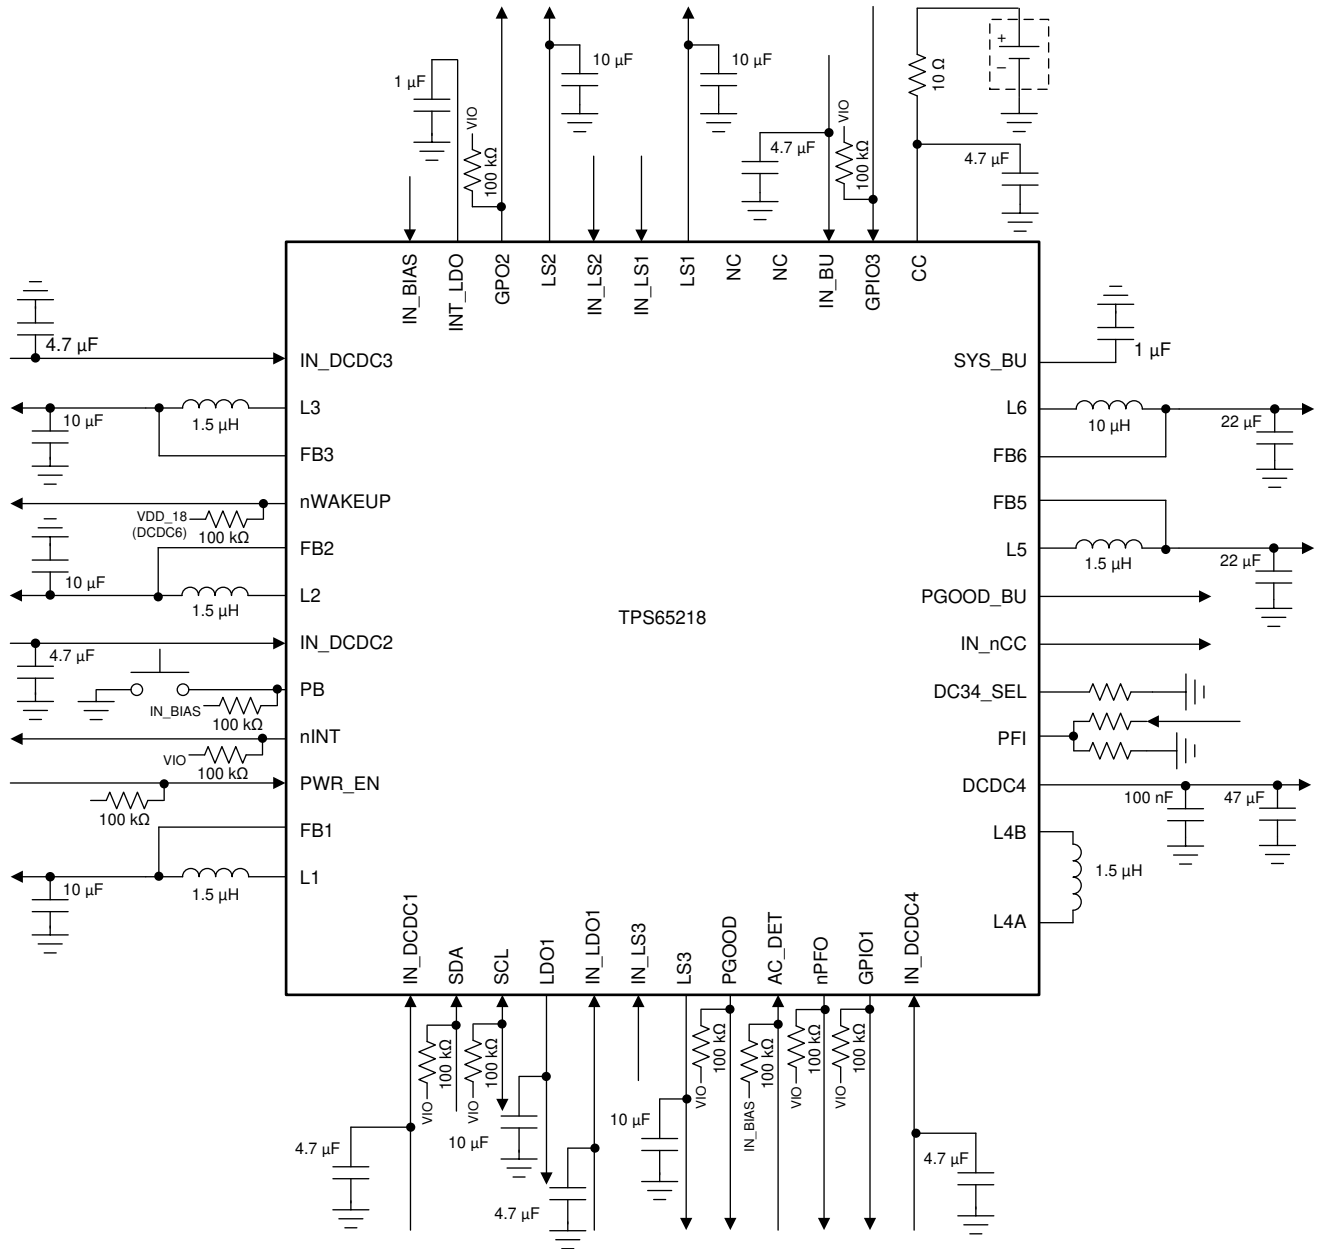 10 µF
10 µF
1 µF
VIO
100 kΩ
4.7 µF
VIO
100 kΩ
10 Ω
+
–
4.7 µF
IN_BIAS
INT_LDO
GPO2
LS2
IN_LS2
IN_LS1
LS1
NC
NC
IN_BU
GPIO3
CC
4.7 µF
IN_DCDC3
L3
10 µF
1.5 µH
FB3
nWAKEUP
VDD_18
(DCDC6)
100 kΩ
FB2
10 µF
L2
1.5 µH
IN_DCDC2
4.7 µF
PB
IN_BIAS
100 kΩ
nINT
VIO
100 kΩ
PWR_EN
100 kΩ
FB1
L1
10 µF
1.5 µH
TPS65218
SYS_BU
1 µF
L6
10 µH
22 µF
FB6
FB5
L5
1.5 µH
22 µF
PGOOD_BU
IN_nCC
DC34_SEL
PFI
DCDC4
100 nF
47 µF
L4B
1.5 µH
L4A
IN_DCDC1
SDA
SCL
LDO1
IN_LDO1
IN_LS3
LS3
PGOOD
AC_DET
nPFO
GPIO1
IN_DCDC4
100 kΩ
VIO
100 kΩ
VIO
100 kΩ
VIO
100 kΩ
IN_BIAS
100 kΩ
VIO
100 kΩ
VIO
4.7 µF
10 µF
4.7 µF
10 µF
4.7 µF